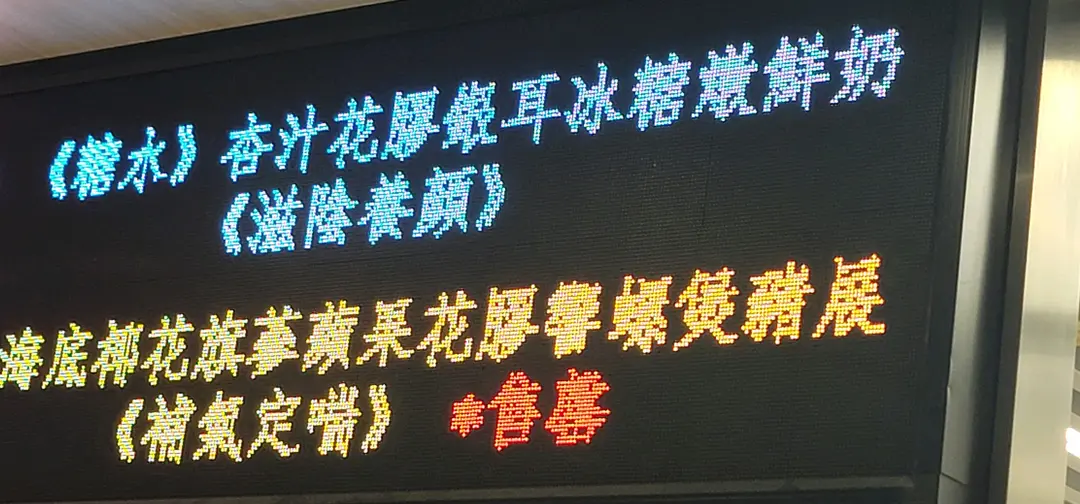 《糖水》杏汁花膠銀耳冰糖燉鮮奶
《滋陰養顏》
海底椰花旗蔘蘋果花膠響螺煲豬展
《補氣定喘》